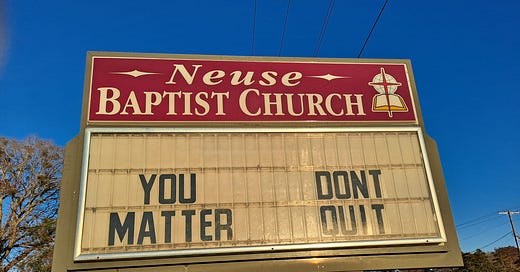 Neuse
BAPTIST CHURCH
YOU DONT
MATTER QUIT